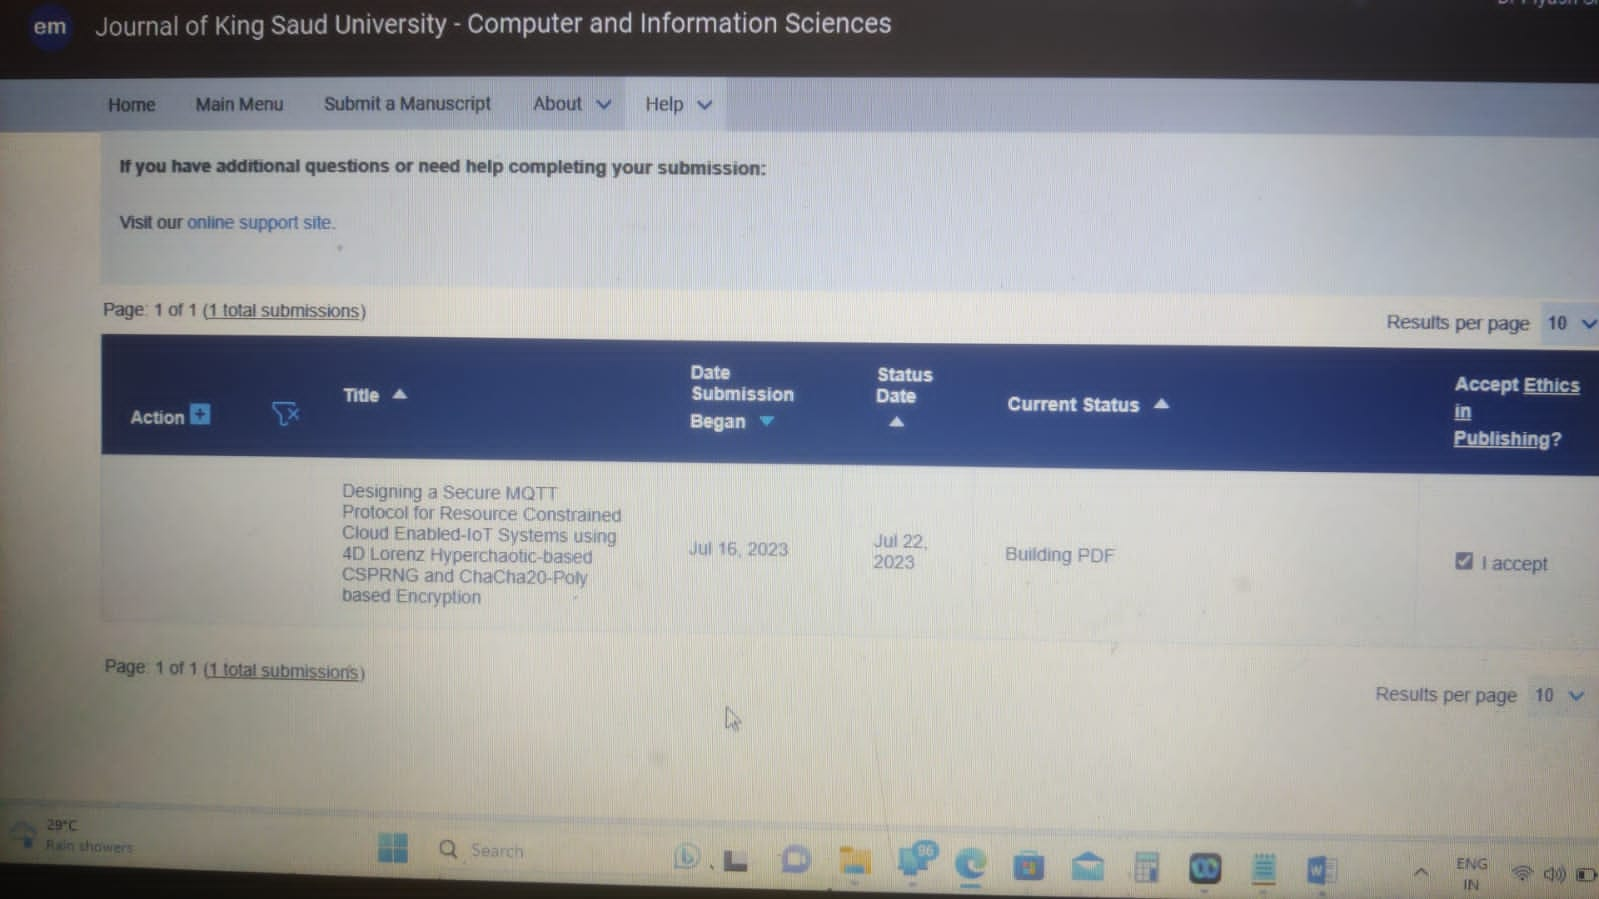 em Journal of King Saud University - Computer and Information Sciences
Home Main Menu Submit a Manuscript About Help
If you have additional questions or need help completing your submission:
Visit our online support site.
Page: 1 of 1 (1 total submissions)
Results per page 10
Action +
Title
Date
Submission
Began
Status
Date
Current Status
Accept Ethics
in
Publishing?
Designing a Secure MQTT
Protocol for Resource Constrained
Cloud Enabled-IoT Systems using
4D Lorenz Hyperchaotic-based
CSPRNG and ChaCha20-Poly
based Encryption
Jul 16, 2023
Jul 22,
2023
Building PDF
I accept
Page: 1 of 1 (1 total submissions)
Results per page 10
29°C
Rain showers
Search
96
ENG
IN